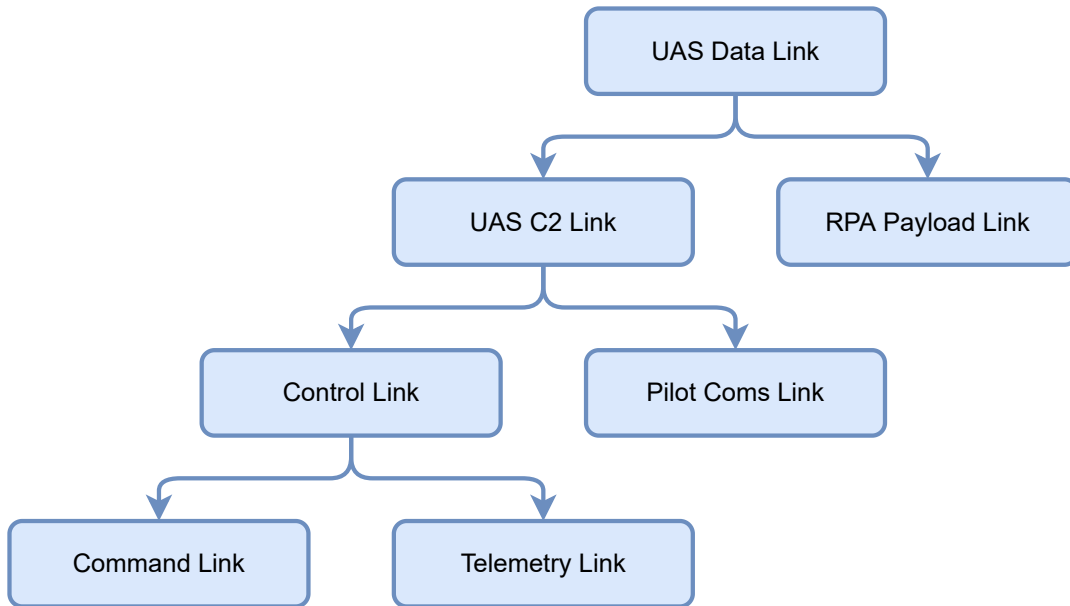 UAS Data Link
UAS C2 Link
RPA Payload Link
Control Link
Pilot Coms Link
Command Link
Telemetry Link